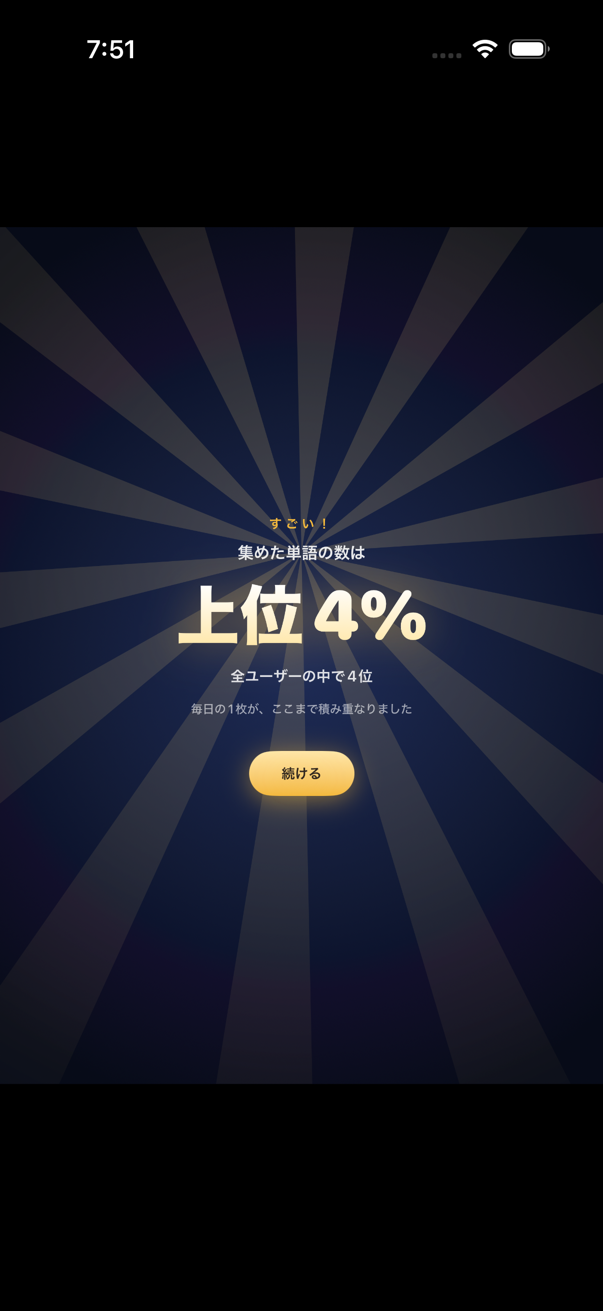 7:51
すごい！
集めた単語の数は
上位 4%
全ユーザーの中で4位
毎日の1枚が、ここまで積み重なりました
続ける